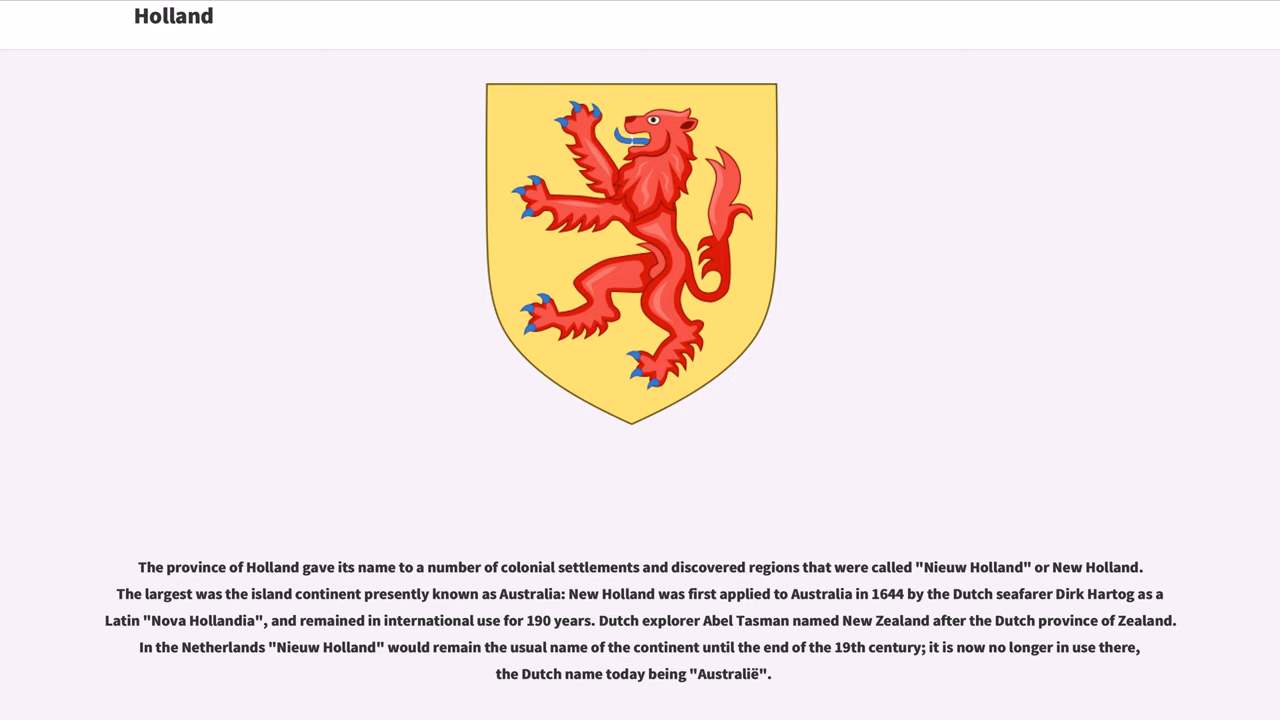 Holland
The province of Holland gave its name to a number of colonial settlements and discovered regions that were called "Nieuw Holland" or New Holland.
The largest was the island continent presently known as Australia: New Holland was first applied to Australia in 1644 by the Dutch seafarer Dirk Hartog as a
Latin "Nova Hollandia", and remained in international use for 190 years. Dutch explorer Abel Tasman named New Zealand after the Dutch province of Zealand.
In the Netherlands "Nieuw Holland" would remain the usual name of the continent until the end of the 19th century; it is now no longer in use there,
the Dutch name today being "Australië".